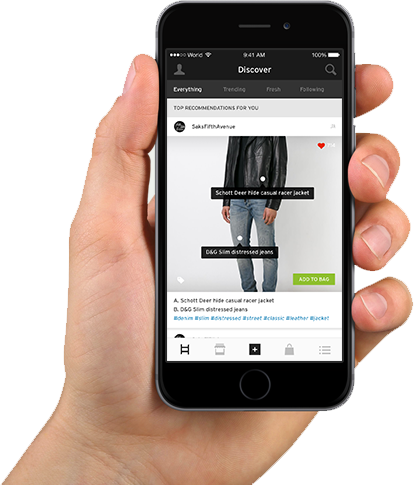 World 9:41 AM 100%
Discover
Everything Trending Fresh Following
TOP RECOMMENDATIONS FOR YOU
SaksFifthAvenue
Schott Deer hide casual racer jacket
D&G Slim distressed jeans
ADD TO BAG
A. Schott Deer hide casual racer jacket
B. D&G Slim distressed jeans
#denim #slim #distressed #street #classic #leather #jacket